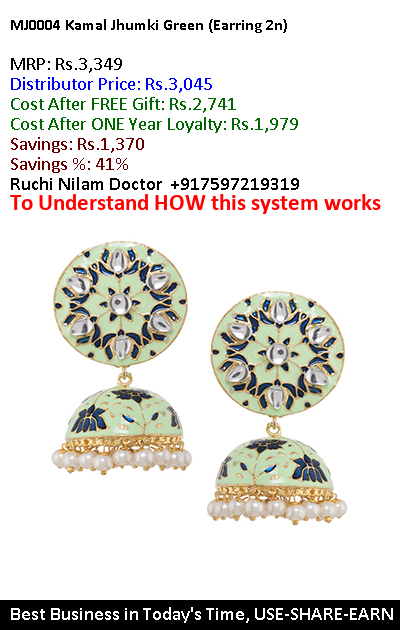 MJ0004 Kamal Jhumki Green (Earring 2n)
MRP: Rs.3,349
Distributor Price: Rs.3,045
Cost After FREE Gift: Rs.2,741
Cost After ONE Year Loyalty: Rs.1,979
Savings: Rs.1,370
Savings %: 41%
Ruchi Nilam Doctor +917597219319
To Understand HOW this system works
Best Business in Today's Time, USE-SHARE-EARN